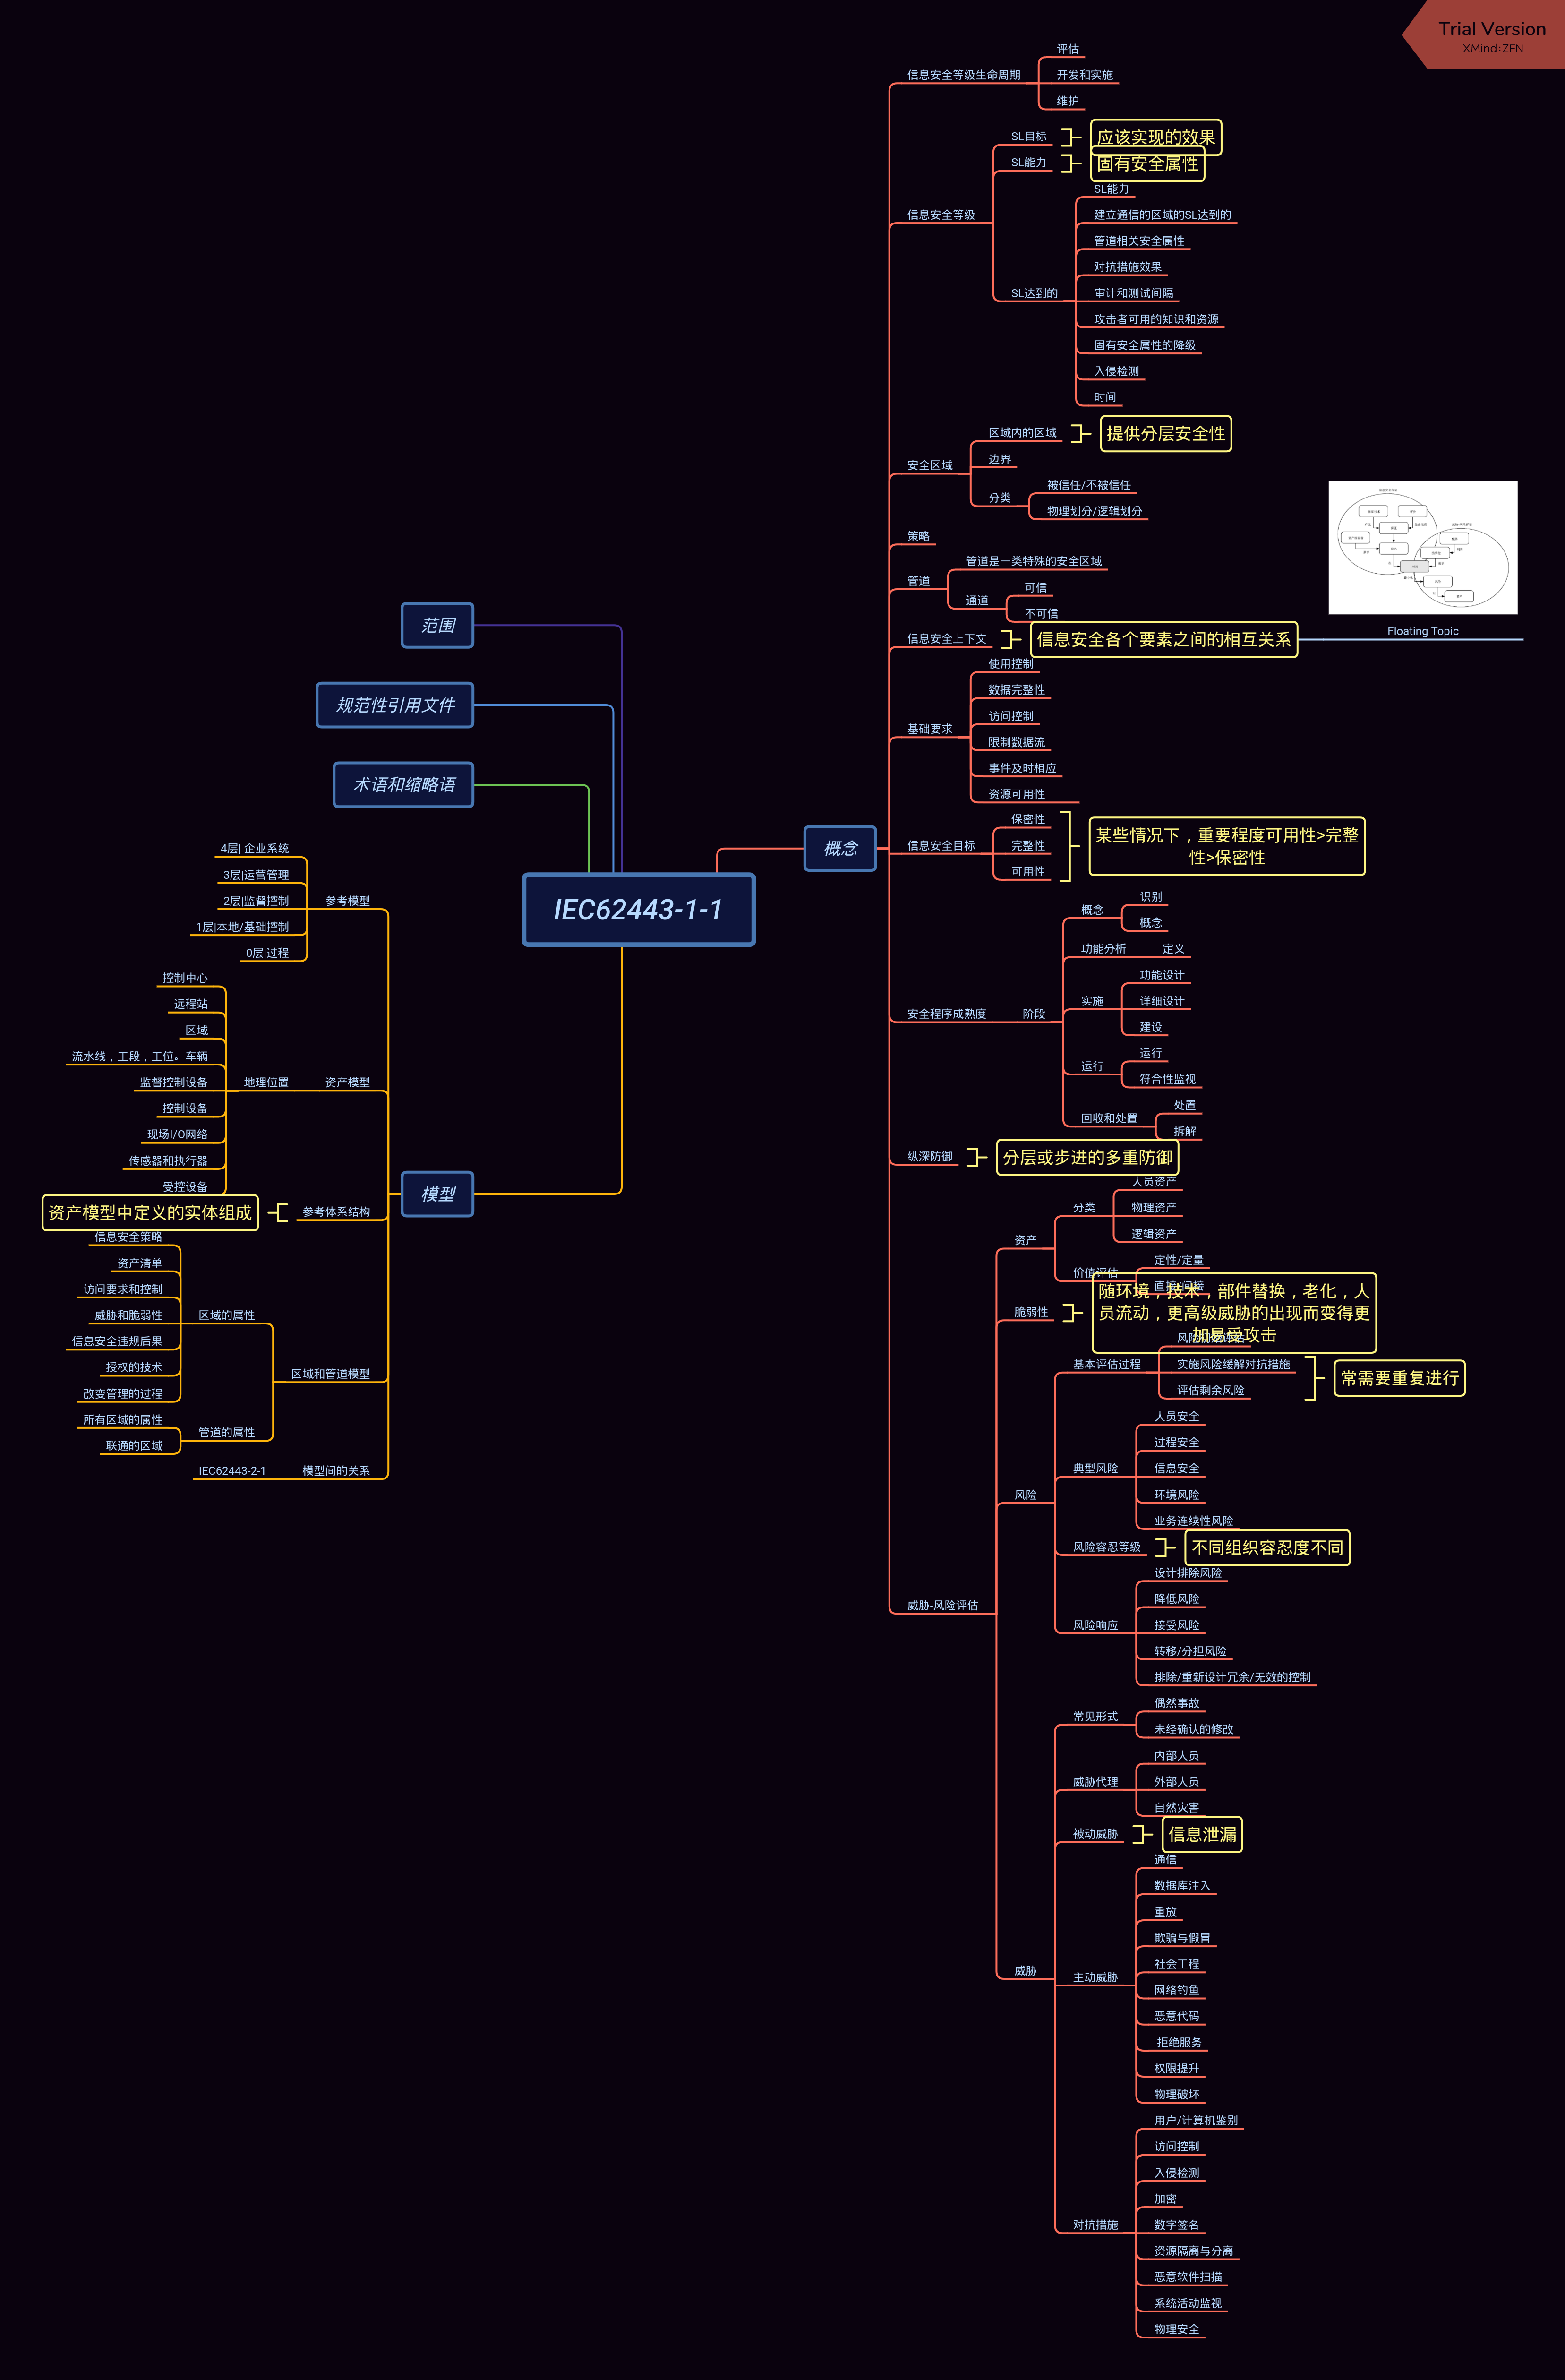 Trial Version
XMind:ZEN
IEC62443-1-1
范围
规范性引用文件
术语和缩略语
概念
信息安全等级生命周期
评估
开发和实施
维护
信息安全等级
SL目标
应该实现的效果
SL能力
固有安全属性
SL达到的
SL能力
建立通信的区域的SL达到的
管道相关安全属性
对抗措施效果
审计和测试间隔
攻击者可用的知识和资源
固有安全属性的降级
入侵检测
时间
安全区域
区域内的区域
提供分层安全性
边界
分类
被信任/不被信任
物理划分/逻辑划分
策略
管道
管道是一类特殊的安全区域
通道
可信
不可信
信息安全上下文
信息安全各个要素之间的相互关系
Floating Topic
基础要求
使用控制
数据完整性
访问控制
限制数据流
事件及时相应
资源可用性
信息安全目标
保密性
完整性
可用性
某些情况下，重要程度可用性>完整
性>保密性
安全程序成熟度
阶段
概念
识别
概念
功能分析
定义
实施
功能设计
详细设计
建设
运行
运行
符合性监视
回收和处置
处置
拆解
纵深防御
分层或步进的多重防御
威胁-风险评估
资产
分类
人员资产
物理资产
逻辑资产
价值评估
定性/定量
直接/间接
脆弱性
随环境，技术，部件替换，老化，人
员流动，更高级威胁的出现而变得更
加易受攻击
风险
基本评估过程
实施风险缓解对抗措施
评估剩余风险
常需要重复进行
典型风险
人员安全
过程安全
信息安全
环境风险
业务连续性风险
风险容忍等级
不同组织容忍度不同
风险响应
设计排除风险
降低风险
接受风险
转移/分担风险
排除/重新设计冗余/无效的控制
威胁
常见形式
偶然事故
未经确认的修改
威胁代理
内部人员
外部人员
自然灾害
被动威胁
信息泄漏
主动威胁
通信
数据库注入
重放
欺骗与假冒
社会工程
网络钓鱼
恶意代码
拒绝服务
权限提升
物理破坏
对抗措施
用户/计算机鉴别
访问控制
入侵检测
加密
数字签名
资源隔离与分离
恶意软件扫描
系统活动监视
物理安全
模型
参考模型
4层| 企业系统
3层|运营管理
2层|监督控制
1层|本地/基础控制
0层|过程
资产模型
地理位置
控制中心
远程站
区域
流水线，工段，工位。车辆
监督控制设备
控制设备
现场I/O网络
传感器和执行器
受控设备
参考体系结构
资产模型中定义的实体组成
区域和管道模型
区域的属性
信息安全策略
资产清单
访问要求和控制
威胁和脆弱性
信息安全违规后果
授权的技术
改变管理的过程
管道的属性
所有区域的属性
联通的区域
模型间的关系
IEC62443-2-1